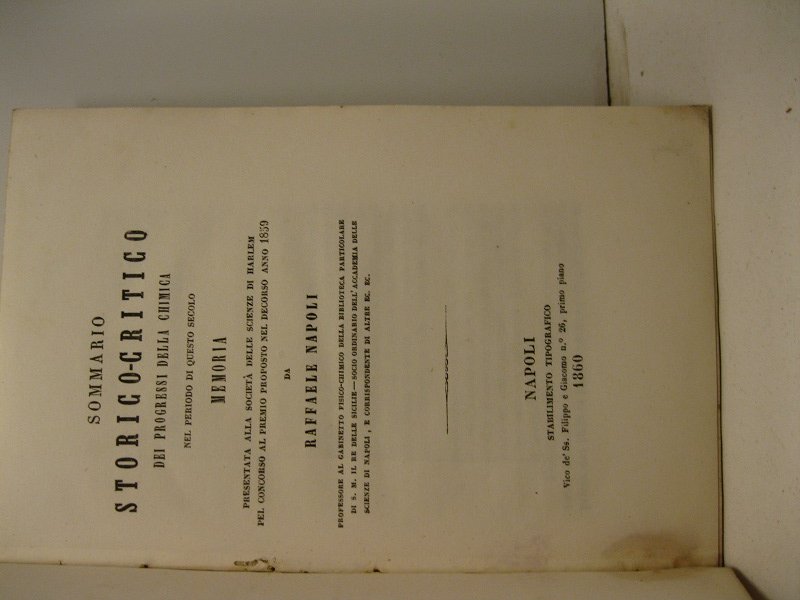 SOMMARIO
STORICO-CRITICO
DEI PROGRESSI DELLA CHIMICA
NEL PERIODO DI QUESTO SECOLO
MEMORIA
PRESENTATA ALLA SOCIETÀ DELLE SCIENZE DI HARLEM
PEL CONCORSO AL PREMIO PROPOSTO NEL DECORSO ANNO 1859
DA
RAFFAELE NAPOLI
PROFESSORE AL GABINETTO FISICO-CHIMICO DELLA BIBLIOTECA PARTICOLARE
DI S. M. IL RE DELLE SICILIE—SOCIO ORDINARIO DELL'ACCADEMIA DELLE
SCIENZE DI NAPOLI, E CORRISPONDENTE DI ALTRE EC. EC.
NAPOLI
STABILIMENTO TIPOGRAFICO
Vico de' Ss. Filippo e Giacomo n.° 26, primo piano
1860